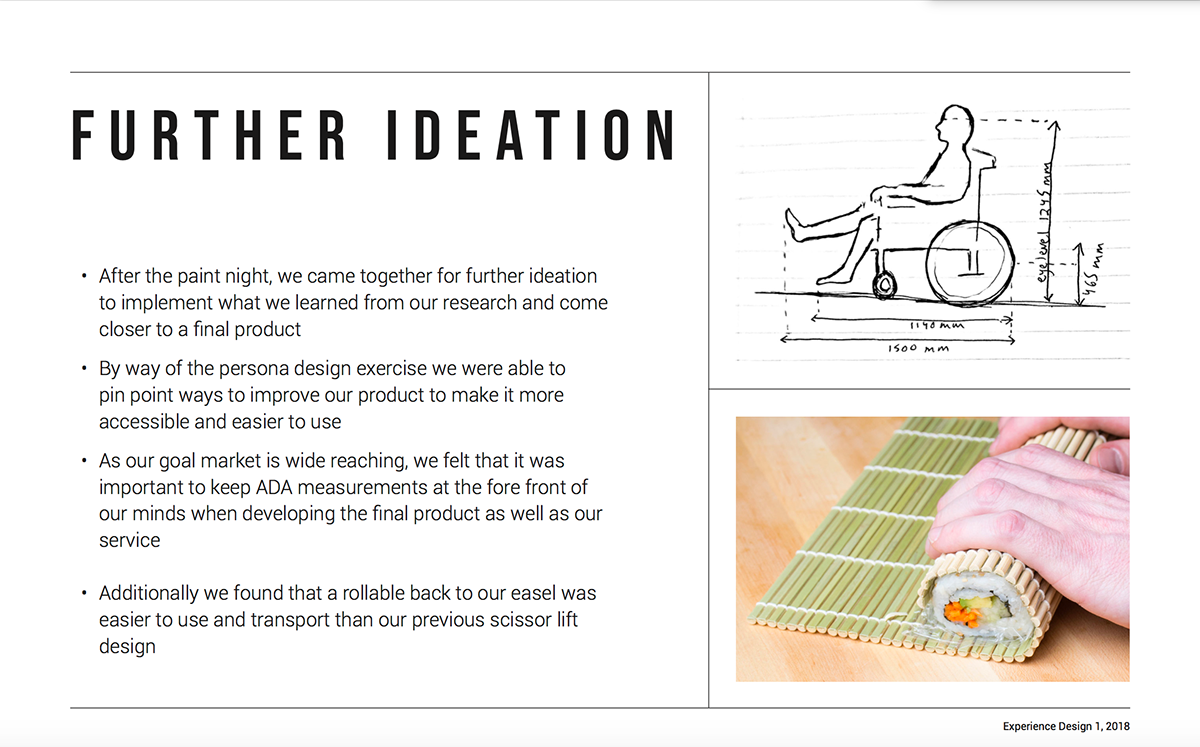 FURTHER IDEATION
• After the paint night, we came together for further ideation
to implement what we learned from our research and come
closer to a final product
• By way of the persona design exercise we were able to
pin point ways to improve our product to make it more
accessible and easier to use
• As our goal market is wide reaching, we felt that it was
important to keep ADA measurements at the fore front of
our minds when developing the final product as well as our
service
• Additionally we found that a rollable back to our easel was
easier to use and transport than our previous scissor lift
design
eye level 1245 mm
465 mm
1140 mm
1500 mm
Experience Design 1, 2018